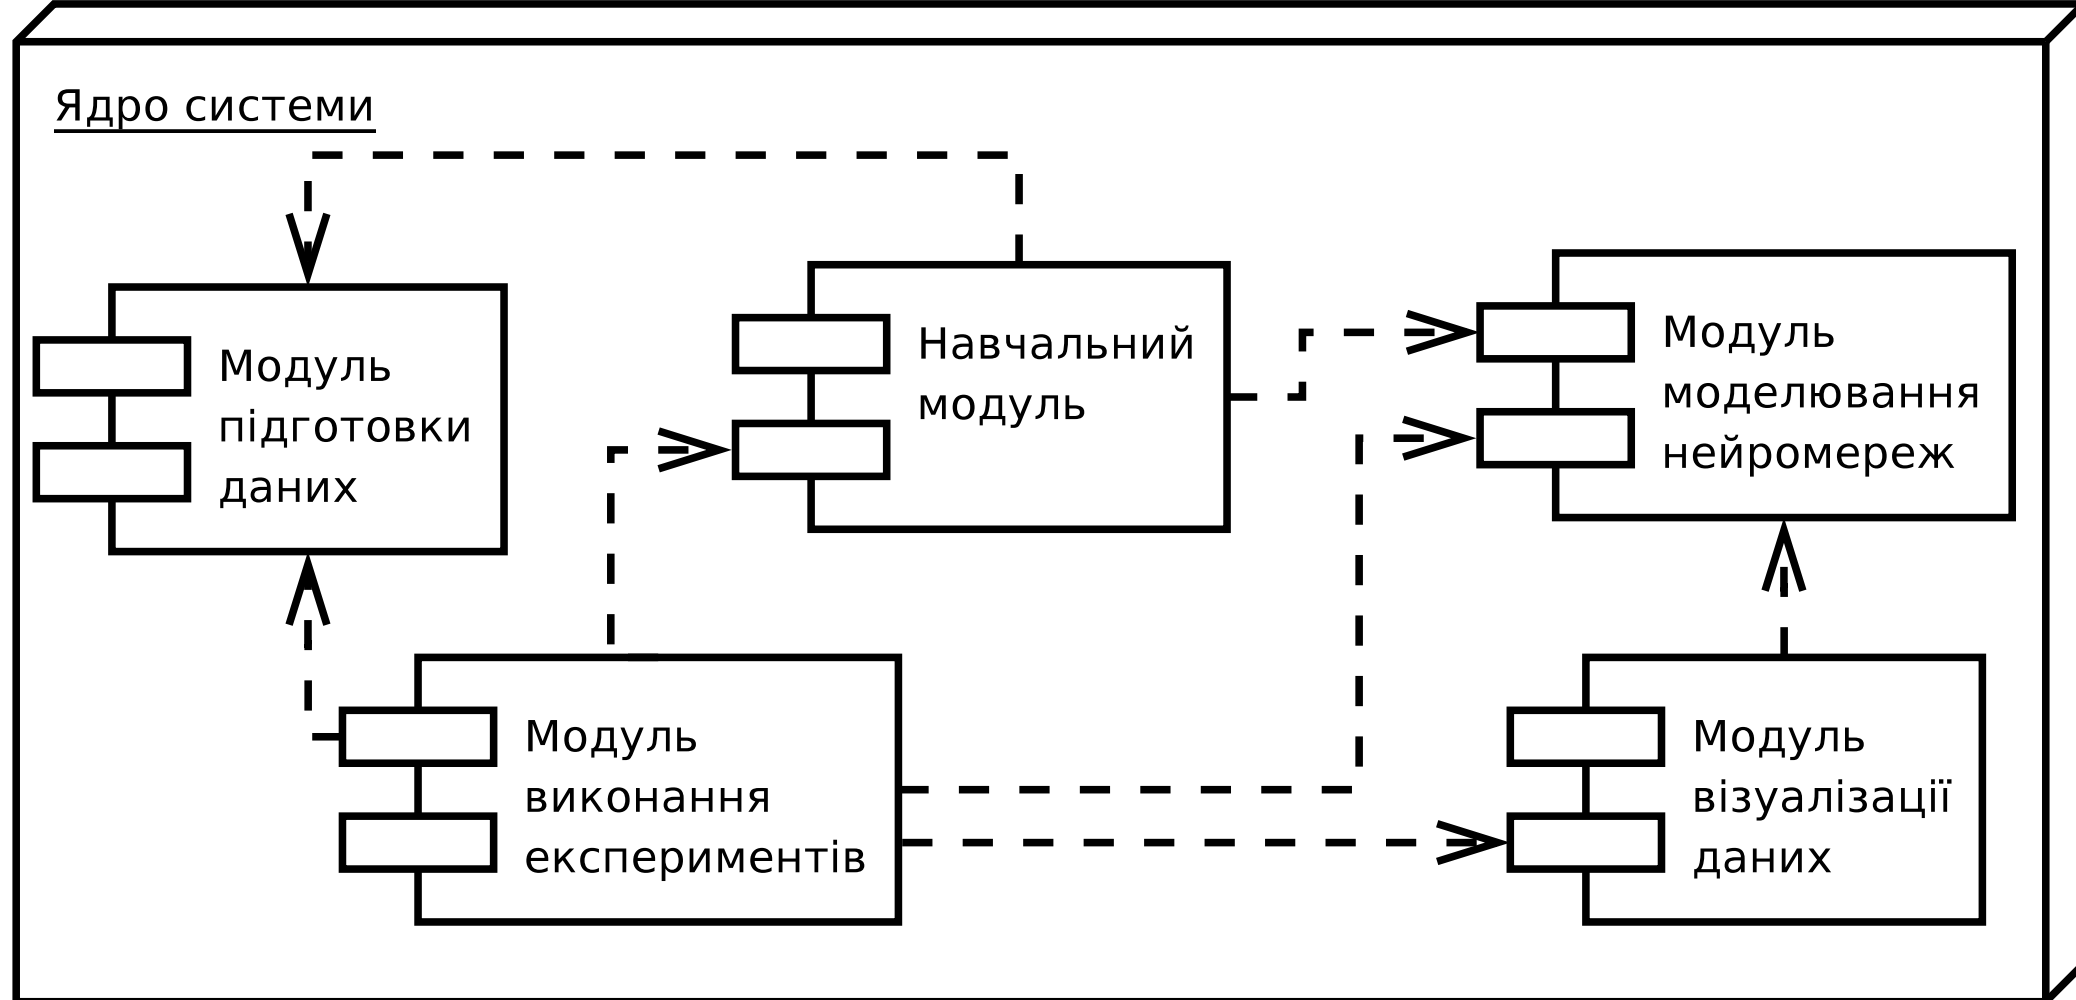 Ядро системи
Модуль
підготовки
даних
Навчальний
модуль
Модуль
моделювання
нейромереж
Модуль
виконання
експериментів
Модуль
візуалізації
даних